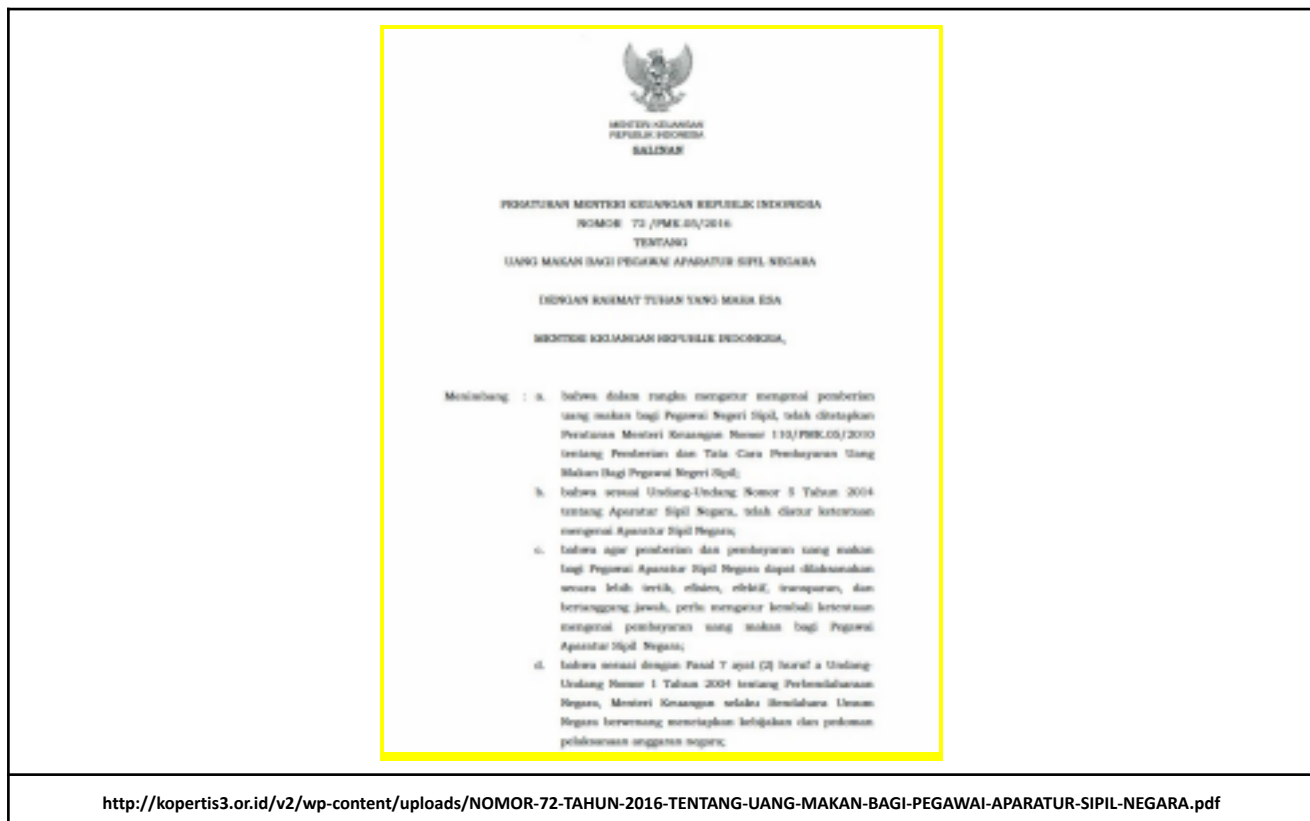 MENTERI KEUANGAN
REPUBLIK INDONESIA
SALINAN
PERATURAN MENTERI KEUANGAN REPUBLIK INDONESIA
NOMOR 72 /PMK.05/2016
TENTANG
UANG MAKAN BAGI PEGAWAI APARATUR SIPIL NEGARA
DENGAN RAHMAT TUHAN YANG MAHA ESA
MENTERI KEUANGAN REPUBLIK INDONESIA,
Menimbang : a. bahwa dalam rangka mengatur mengenai pemberian
uang makan bagi Pegawai Negeri Sipil, telah ditetapkan
Peraturan Menteri Keuangan Nomor 110/PMK.05/2010
tentang Pemberian dan Tata Cara Pembayaran Uang
Makan Bagi Pegawai Negeri Sipil;
b. bahwa sesuai Undang-Undang Nomor 5 Tahun 2014
tentang Aparatur Sipil Negara, telah diatur ketentuan
mengenai Aparatur Sipil Negara;
c. bahwa agar pemberian dan pembayaran uang makan
bagi Pegawai Aparatur Sipil Negara dapat dilaksanakan
secara lebih tertib, efisien, efektif, transparan, dan
bertanggung jawab, perlu mengatur kembali ketentuan
mengenai pembayaran uang makan bagi Pegawai
Aparatur Sipil Negara;
d. bahwa sesuai dengan Pasal 7 ayat (2) huruf a Undang-
Undang Nomor 1 Tahun 2004 tentang Perbendaharaan
Negara, Menteri Keuangan selaku Bendahara Umum
Negara berwenang menetapkan kebijakan dan pedoman
pelaksanaan anggaran negara;
http://kopertis3.or.id/v2/wp-content/uploads/NOMOR-72-TAHUN-2016-TENTANG-UANG-MAKAN-BAGI-PEGAWAI-APARATUR-SIPIL-NEGARA.pdf